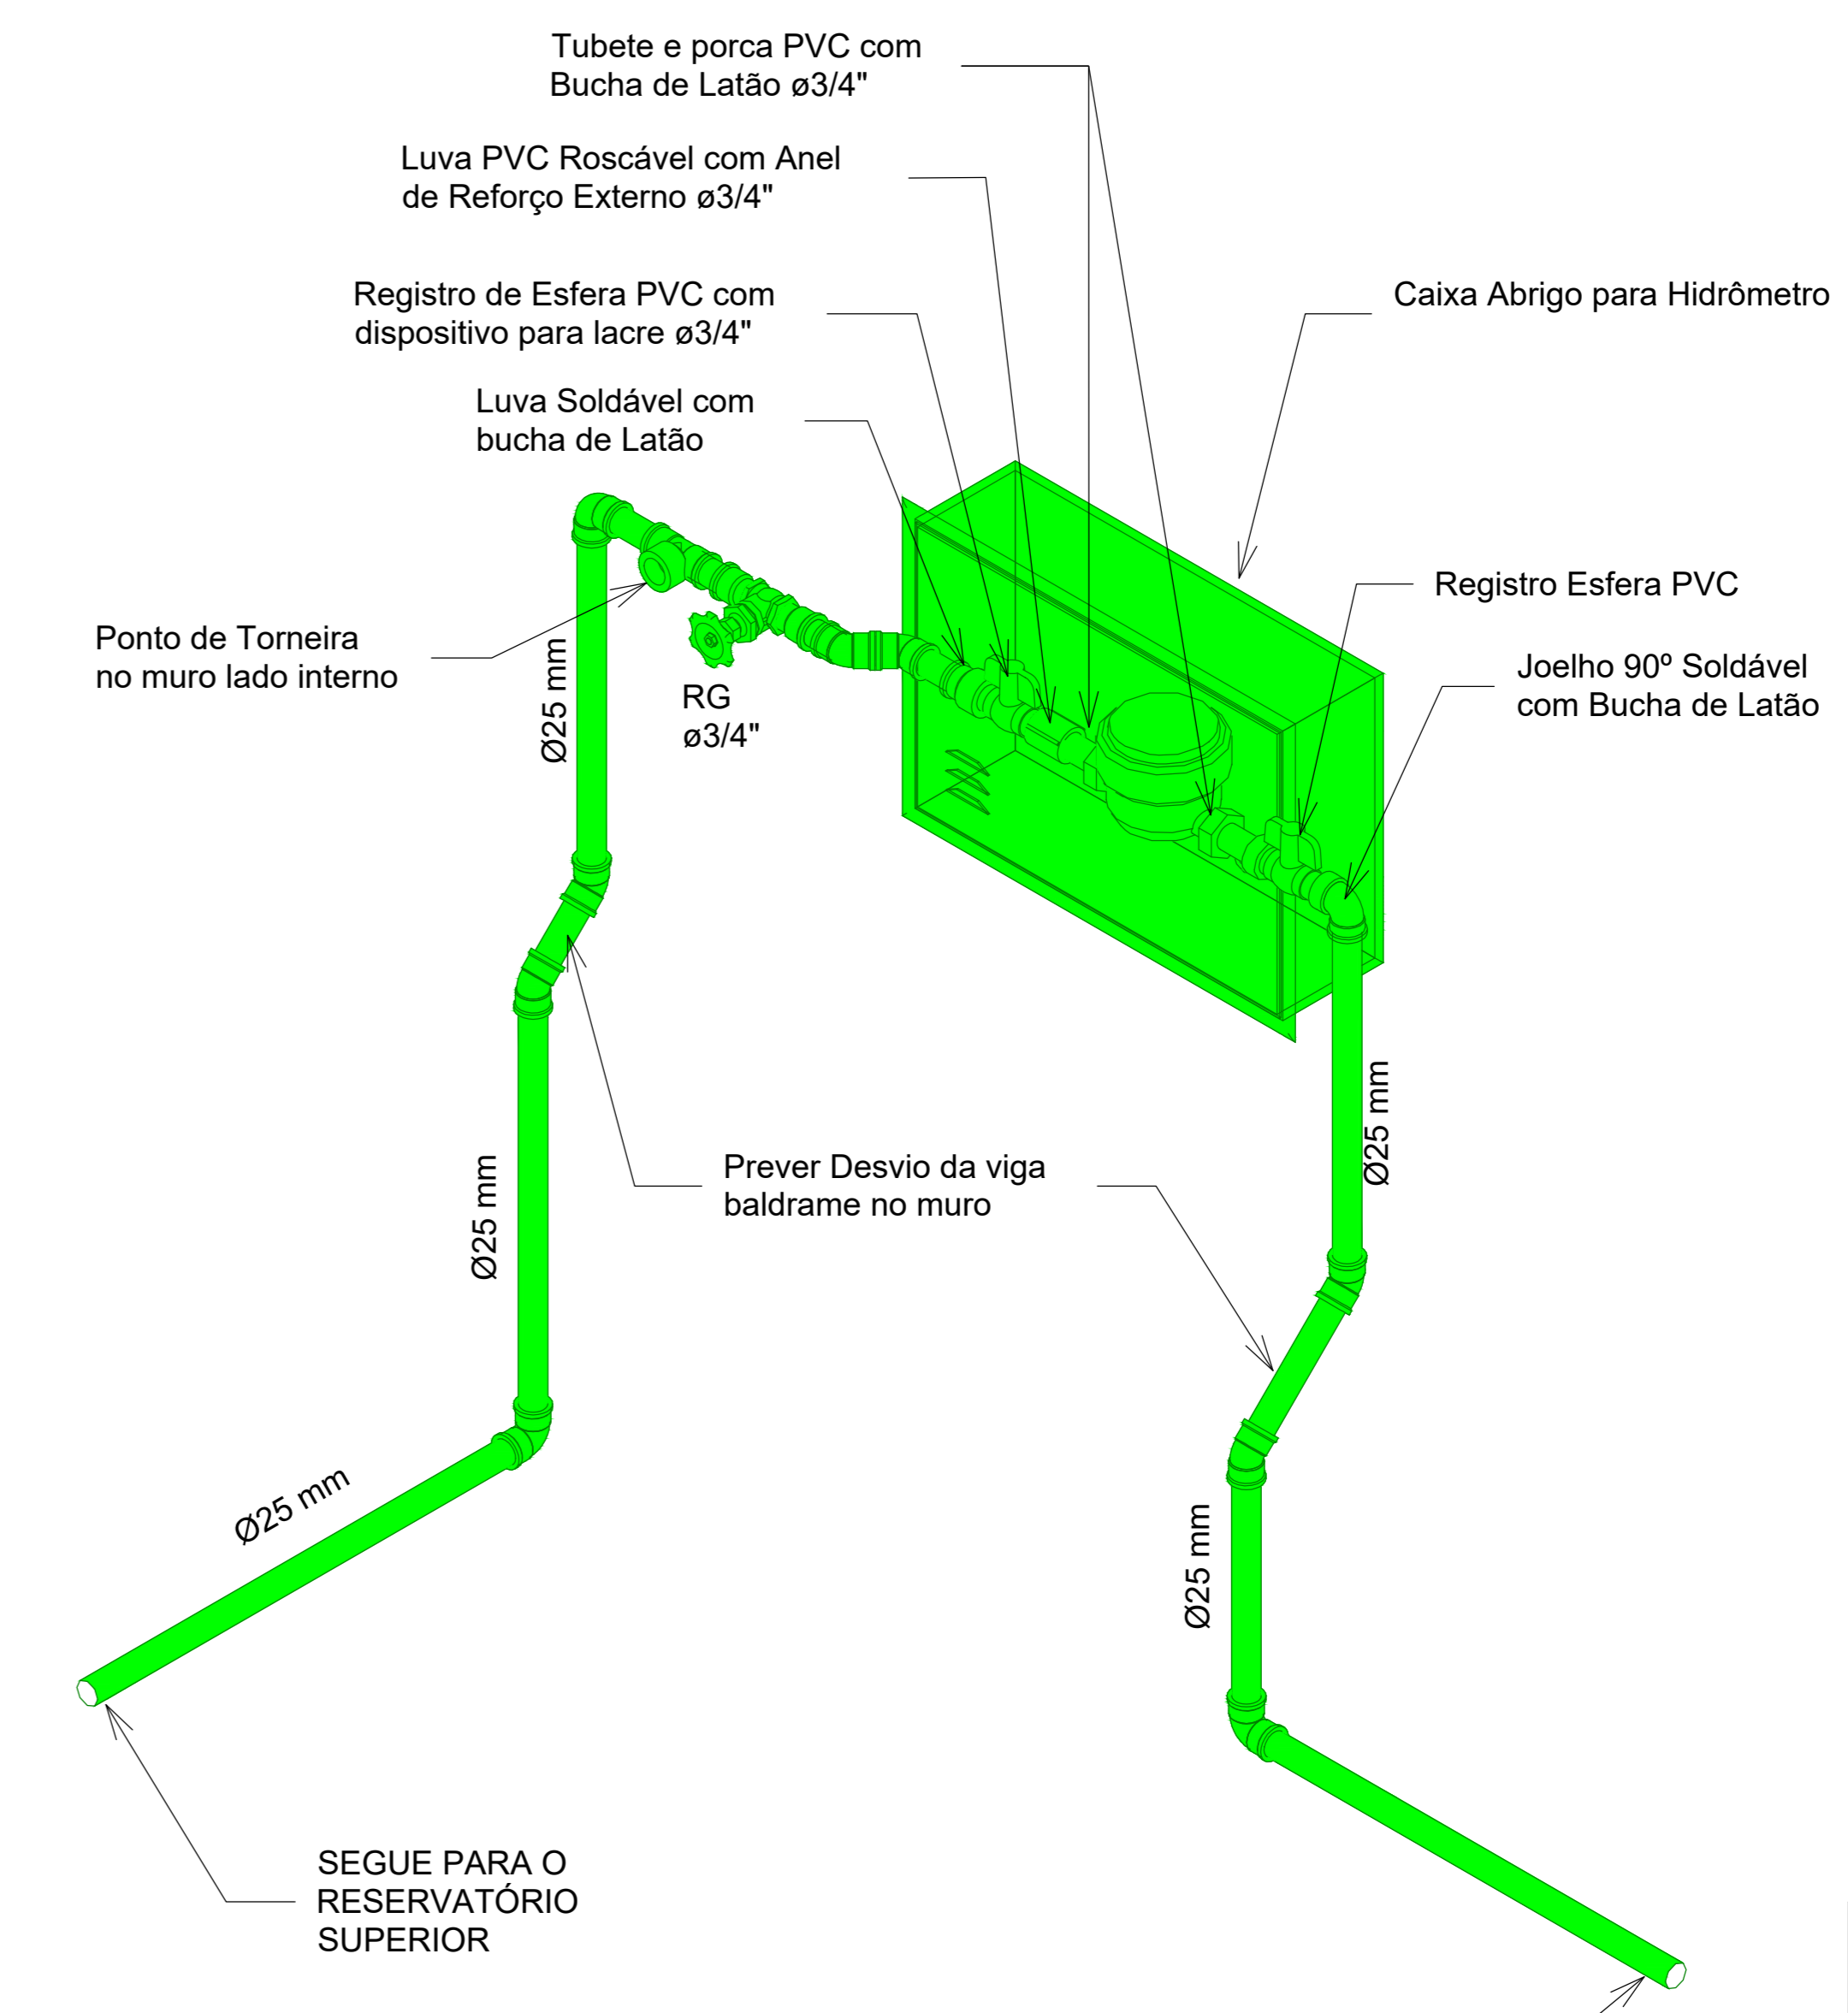 Tubete e porca PVC com
Bucha de Latão ø3/4"
Luva PVC Roscável com Anel
de Reforço Externo ø3/4"
Registro de Esfera PVC com
dispositivo para lacre ø3/4"
Caixa Abrigo para Hidrômetro
Luva Soldável com
bucha de Latão
Registro Esfera PVC
Ponto de Torneira
no muro lado interno
Joelho 90º Soldável
com Bucha de Latão
Ø25 mm
RG
ø3/4"
Ø25 mm
Prever Desvio da viga
baldrame no muro
Ø25 mm
Ø25 mm
Ø25 mm
SEGUE PARA O
RESERVATÓRIO
SUPERIOR